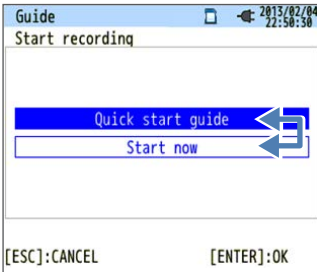 Guide 2013/02/04
22:50:30
Start recording
Quick start guide
Start now
[ESC]:CANCEL [ENTER]:OK